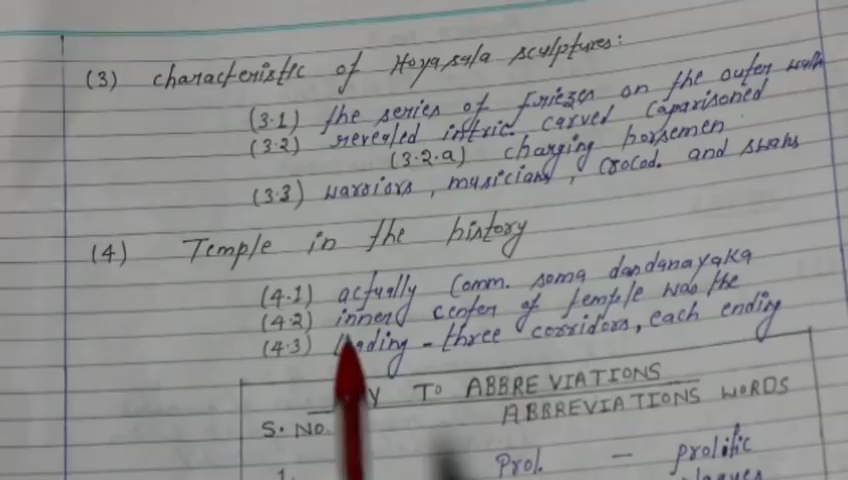 (3) characteristic of Hoyasala sculptures:
(3.1) the series of friezes on the outer walls
(3.2) revealed intric. carved caparisoned
(3.2.a) charging horsemen
(3.3) warriors, musicians, crocod. and swans
(4) Temple in the history
(4.1) actually Comm. soma dandanayaka
(4.2) inner center of temple was the
(4.3) leading - three corridors, each ending
TO ABBREVIATIONS
S.No. ABBREVIATIONS WORDS
1. Prol. - prolific